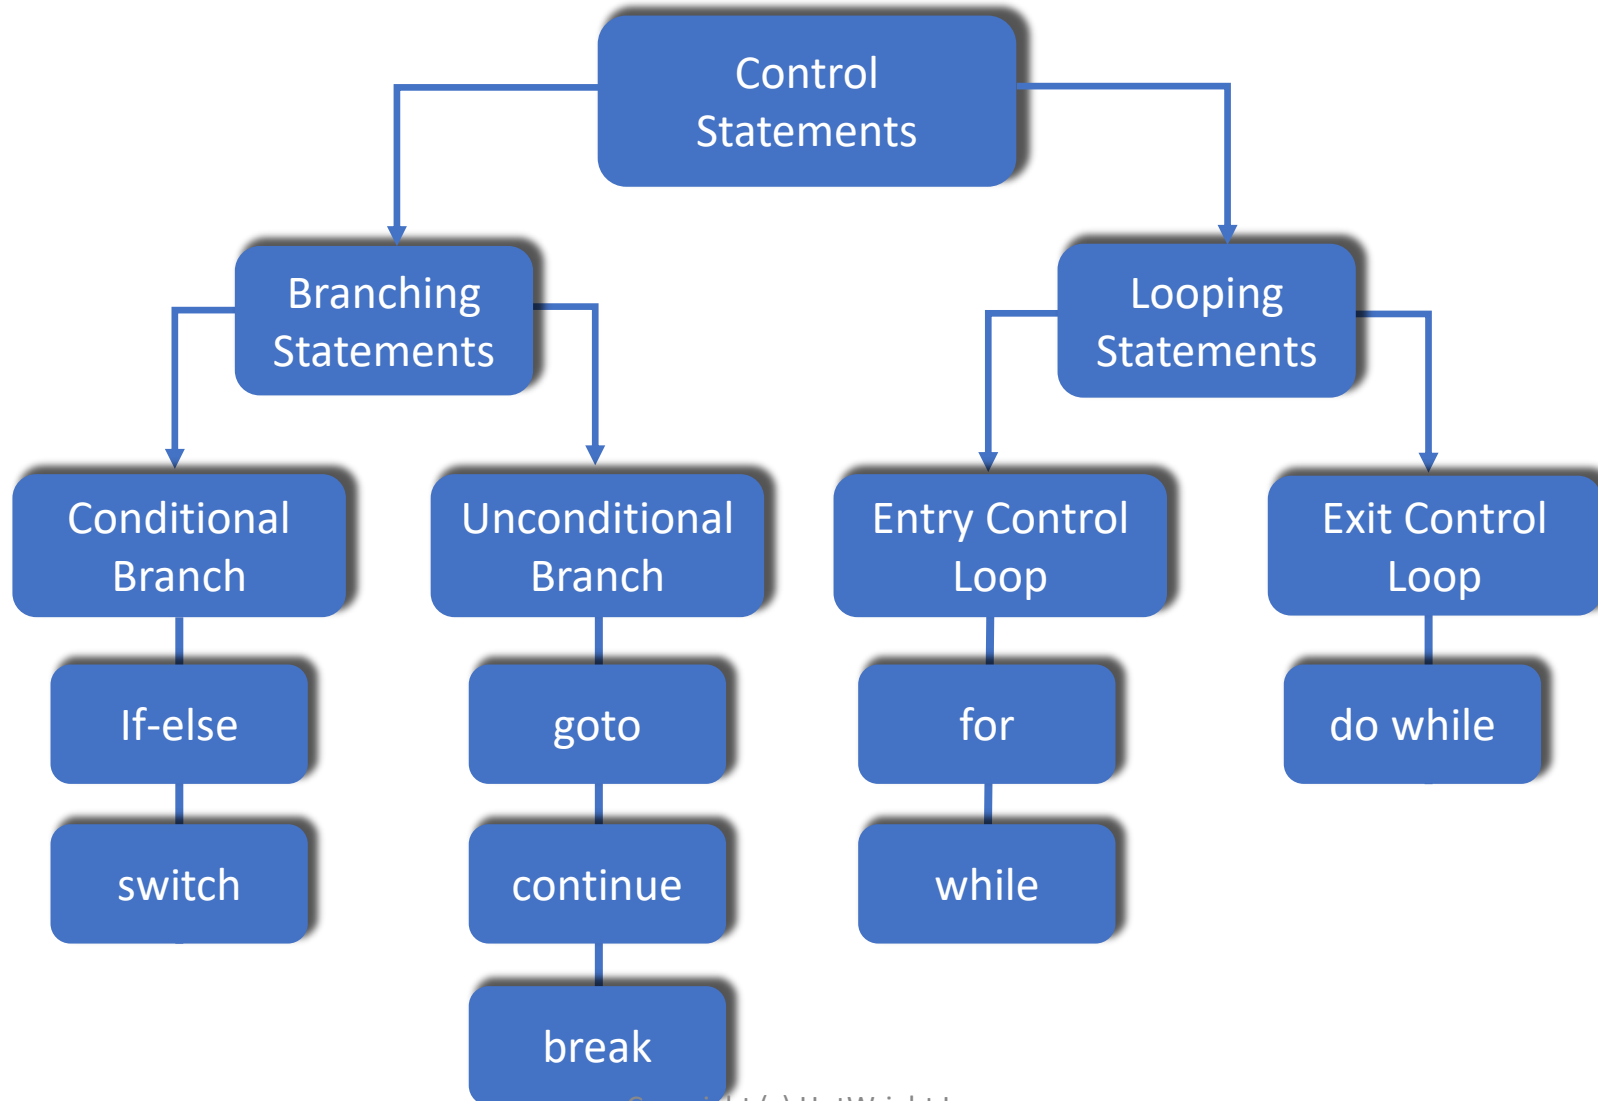 Control
Statements
Branching
Statements
Looping
Statements
Conditional
Branch
Unconditional
Branch
Entry Control
Loop
Exit Control
Loop
If-else
goto
for
do while
switch
continue
while
break